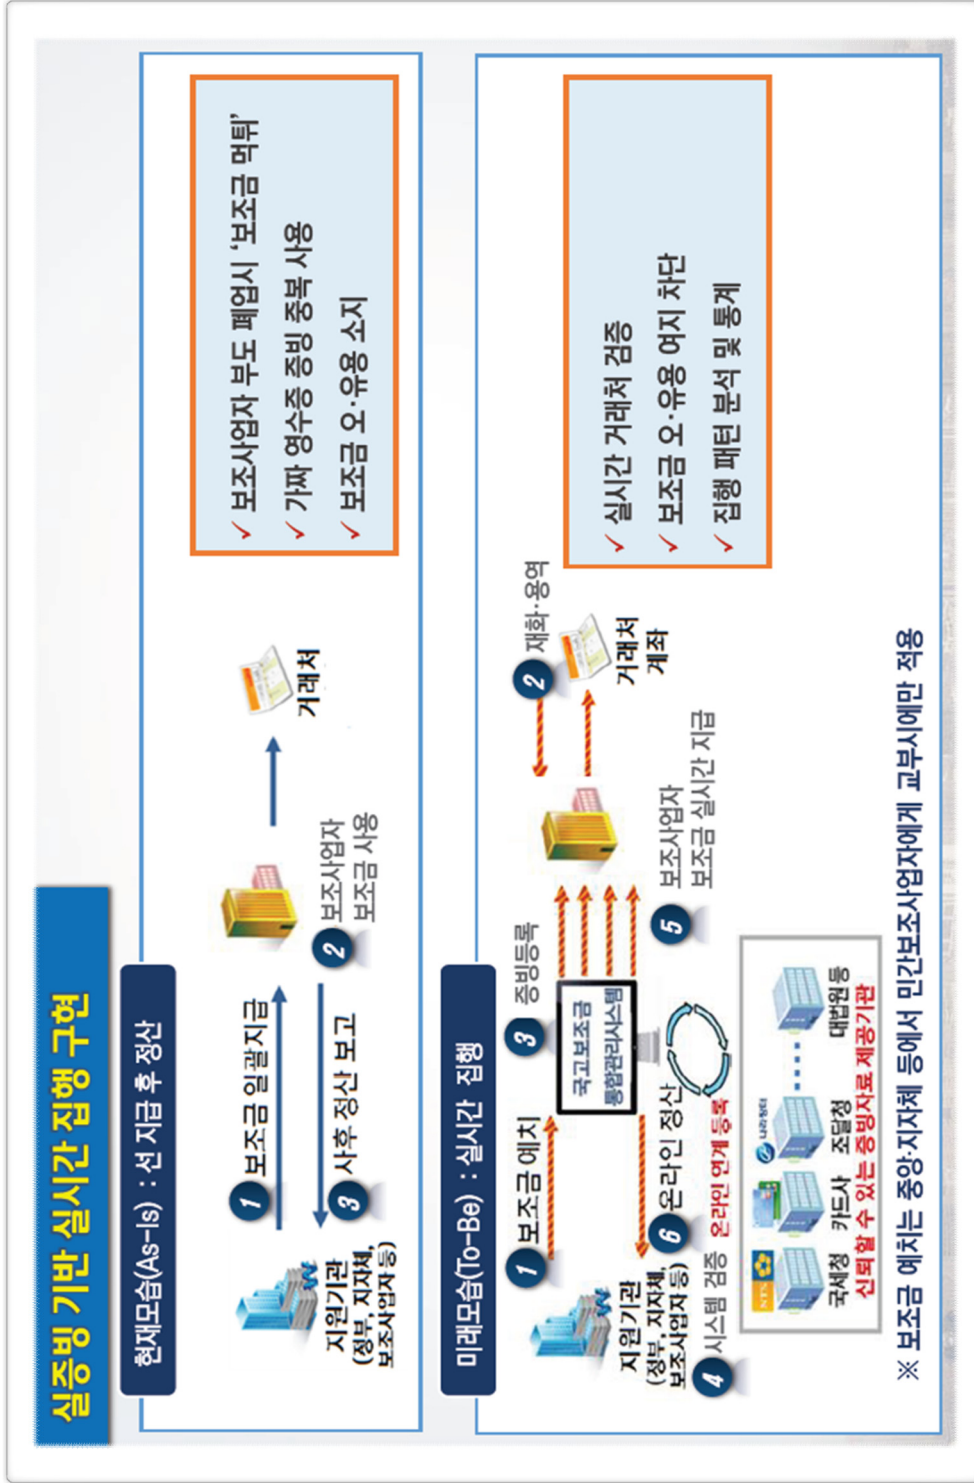 실증빙 기반 실시간 집행 구현
현재모습(As-Is) : 선 지급 후 정산
1 보조금 일괄지급
3 사후 정산 보고
지원기관
(정부, 지자체,
보조사업자 등)
2 보조사업자
보조금 사용
거래처
✓ 보조사업자 부도 폐업시 ‘보조금 먹튀’
✓ 가짜 영수증 증빙 중복 사용
✓ 보조금 오·유용 소지
미래모습(To-Be) : 실시간 집행
1 보조금 예치
지원기관
(정부, 지자체,
보조사업자 등)
6 온라인 정산
온라인 연계 등록
4 시스템 검증
3 증빙등록
국고보조금
통합관리시스템
5 보조사업자
보조금 실시간 지급
2 재화·용역
거래처
계좌
NTS
나라장터
국세청 카드사 조달청 대법원등
신뢰할 수 있는 증빙자료 제공기관
✓ 실시간 거래처 검증
✓ 보조금 오·유용 여지 차단
✓ 집행 패턴 분석 및 통계
※ 보조금 예치는 중앙·지자체 등에서 민간보조사업자에게 교부시에만 적용